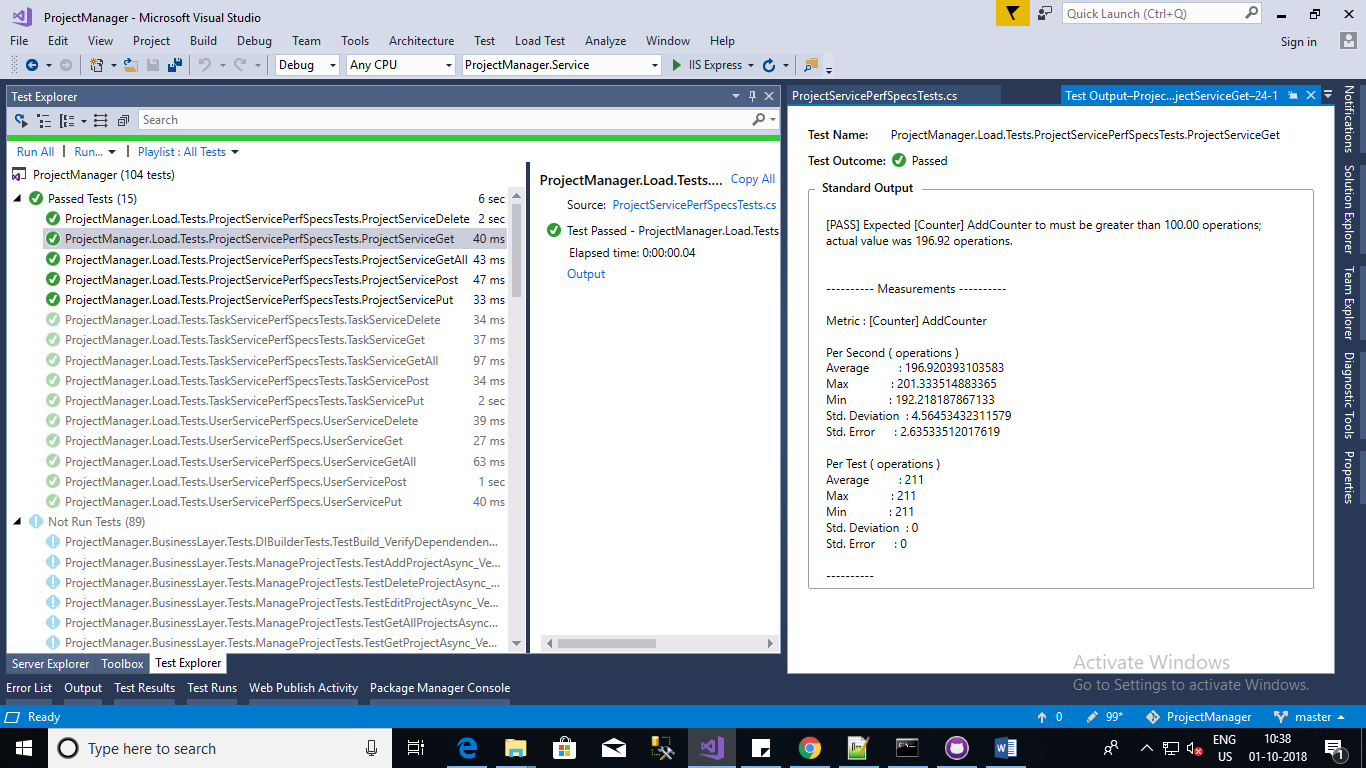 ProjectManager - Microsoft Visual Studio
Quick Launch (Ctrl+Q)
File Edit View Project Build Debug Team Tools Architecture Test Load Test Analyze Window Help
Sign in
Debug Any CPU ProjectManager.Service IIS Express
Test Explorer
Search
Run All | Run... | Playlist : All Tests
ProjectManager (104 tests)
Passed Tests (15) 6 sec
ProjectManager.Load.Tests.ProjectServicePerfSpecsTests.ProjectServiceDelete 2 sec
ProjectManager.Load.Tests.ProjectServicePerfSpecsTests.ProjectServiceGet 40 ms
ProjectManager.Load.Tests.ProjectServicePerfSpecsTests.ProjectServiceGetAll 43 ms
ProjectManager.Load.Tests.ProjectServicePerfSpecsTests.ProjectServicePost 47 ms
ProjectManager.Load.Tests.ProjectServicePerfSpecsTests.ProjectServicePut 33 ms
ProjectManager.Load.Tests.TaskServicePerfSpecsTests.TaskServiceDelete 34 ms
ProjectManager.Load.Tests.TaskServicePerfSpecsTests.TaskServiceGet 37 ms
ProjectManager.Load.Tests.TaskServicePerfSpecsTests.TaskServiceGetAll 97 ms
ProjectManager.Load.Tests.TaskServicePerfSpecsTests.TaskServicePost 34 ms
ProjectManager.Load.Tests.TaskServicePerfSpecsTests.TaskServicePut 2 sec
ProjectManager.Load.Tests.UserServicePerfSpecs.UserServiceDelete 39 ms
ProjectManager.Load.Tests.UserServicePerfSpecs.UserServiceGet 27 ms
ProjectManager.Load.Tests.UserServicePerfSpecs.UserServiceGetAll 63 ms
ProjectManager.Load.Tests.UserServicePerfSpecs.UserServicePost 1 sec
ProjectManager.Load.Tests.UserServicePerfSpecs.UserServicePut 40 ms
Not Run Tests (89)
ProjectManager.BusinessLayer.Tests.DIBuilderTests.TestBuild_VerifyDependenden...
ProjectManager.BusinessLayer.Tests.ManageProjectTests.TestAddProjectAsync_Ve...
ProjectManager.BusinessLayer.Tests.ManageProjectTests.TestDeleteProjectAsync_...
ProjectManager.BusinessLayer.Tests.ManageProjectTests.TestEditProjectAsync_Ve...
ProjectManager.BusinessLayer.Tests.ManageProjectTests.TestGetAllProjectsAsync...
ProjectManager.BusinessLayer.Tests.ManageProjectTests.TestGetProjectAsync_Ve...
ProjectManager.Load.Tests.... Copy All
Source: ProjectServicePerfSpecsTests.cs
Test Passed - ProjectManager.Load.Tests
Elapsed time: 0:00:00.04
Output
ProjectServicePerfSpecsTests.cs
Test Output–Projec...jectServiceGet–24-1
Test Name: ProjectManager.Load.Tests.ProjectServicePerfSpecsTests.ProjectServiceGet
Test Outcome: Passed
Standard Output
[PASS] Expected [Counter] AddCounter to must be greater than 100.00 operations;
actual value was 196.92 operations.
---------- Measurements ----------
Metric : [Counter] AddCounter
Per Second ( operations )
Average : 196.920393103583
Max : 201.333514883365
Min : 192.218187867133
Std. Deviation : 4.56453432311579
Std. Error : 2.63533512017619
Per Test ( operations )
Average : 211
Max : 211
Min : 211
Std. Deviation : 0
Std. Error : 0
----------
Notifications
Solution Explorer
Team Explorer
Diagnostic Tools
Properties
Activate Windows
Go to Settings to activate Windows.
Server Explorer Toolbox Test Explorer
Error List Output Test Results Test Runs Web Publish Activity Package Manager Console
Ready 0 99* ProjectManager master
Type here to search
ENG
US
10:38
01-10-2018
1